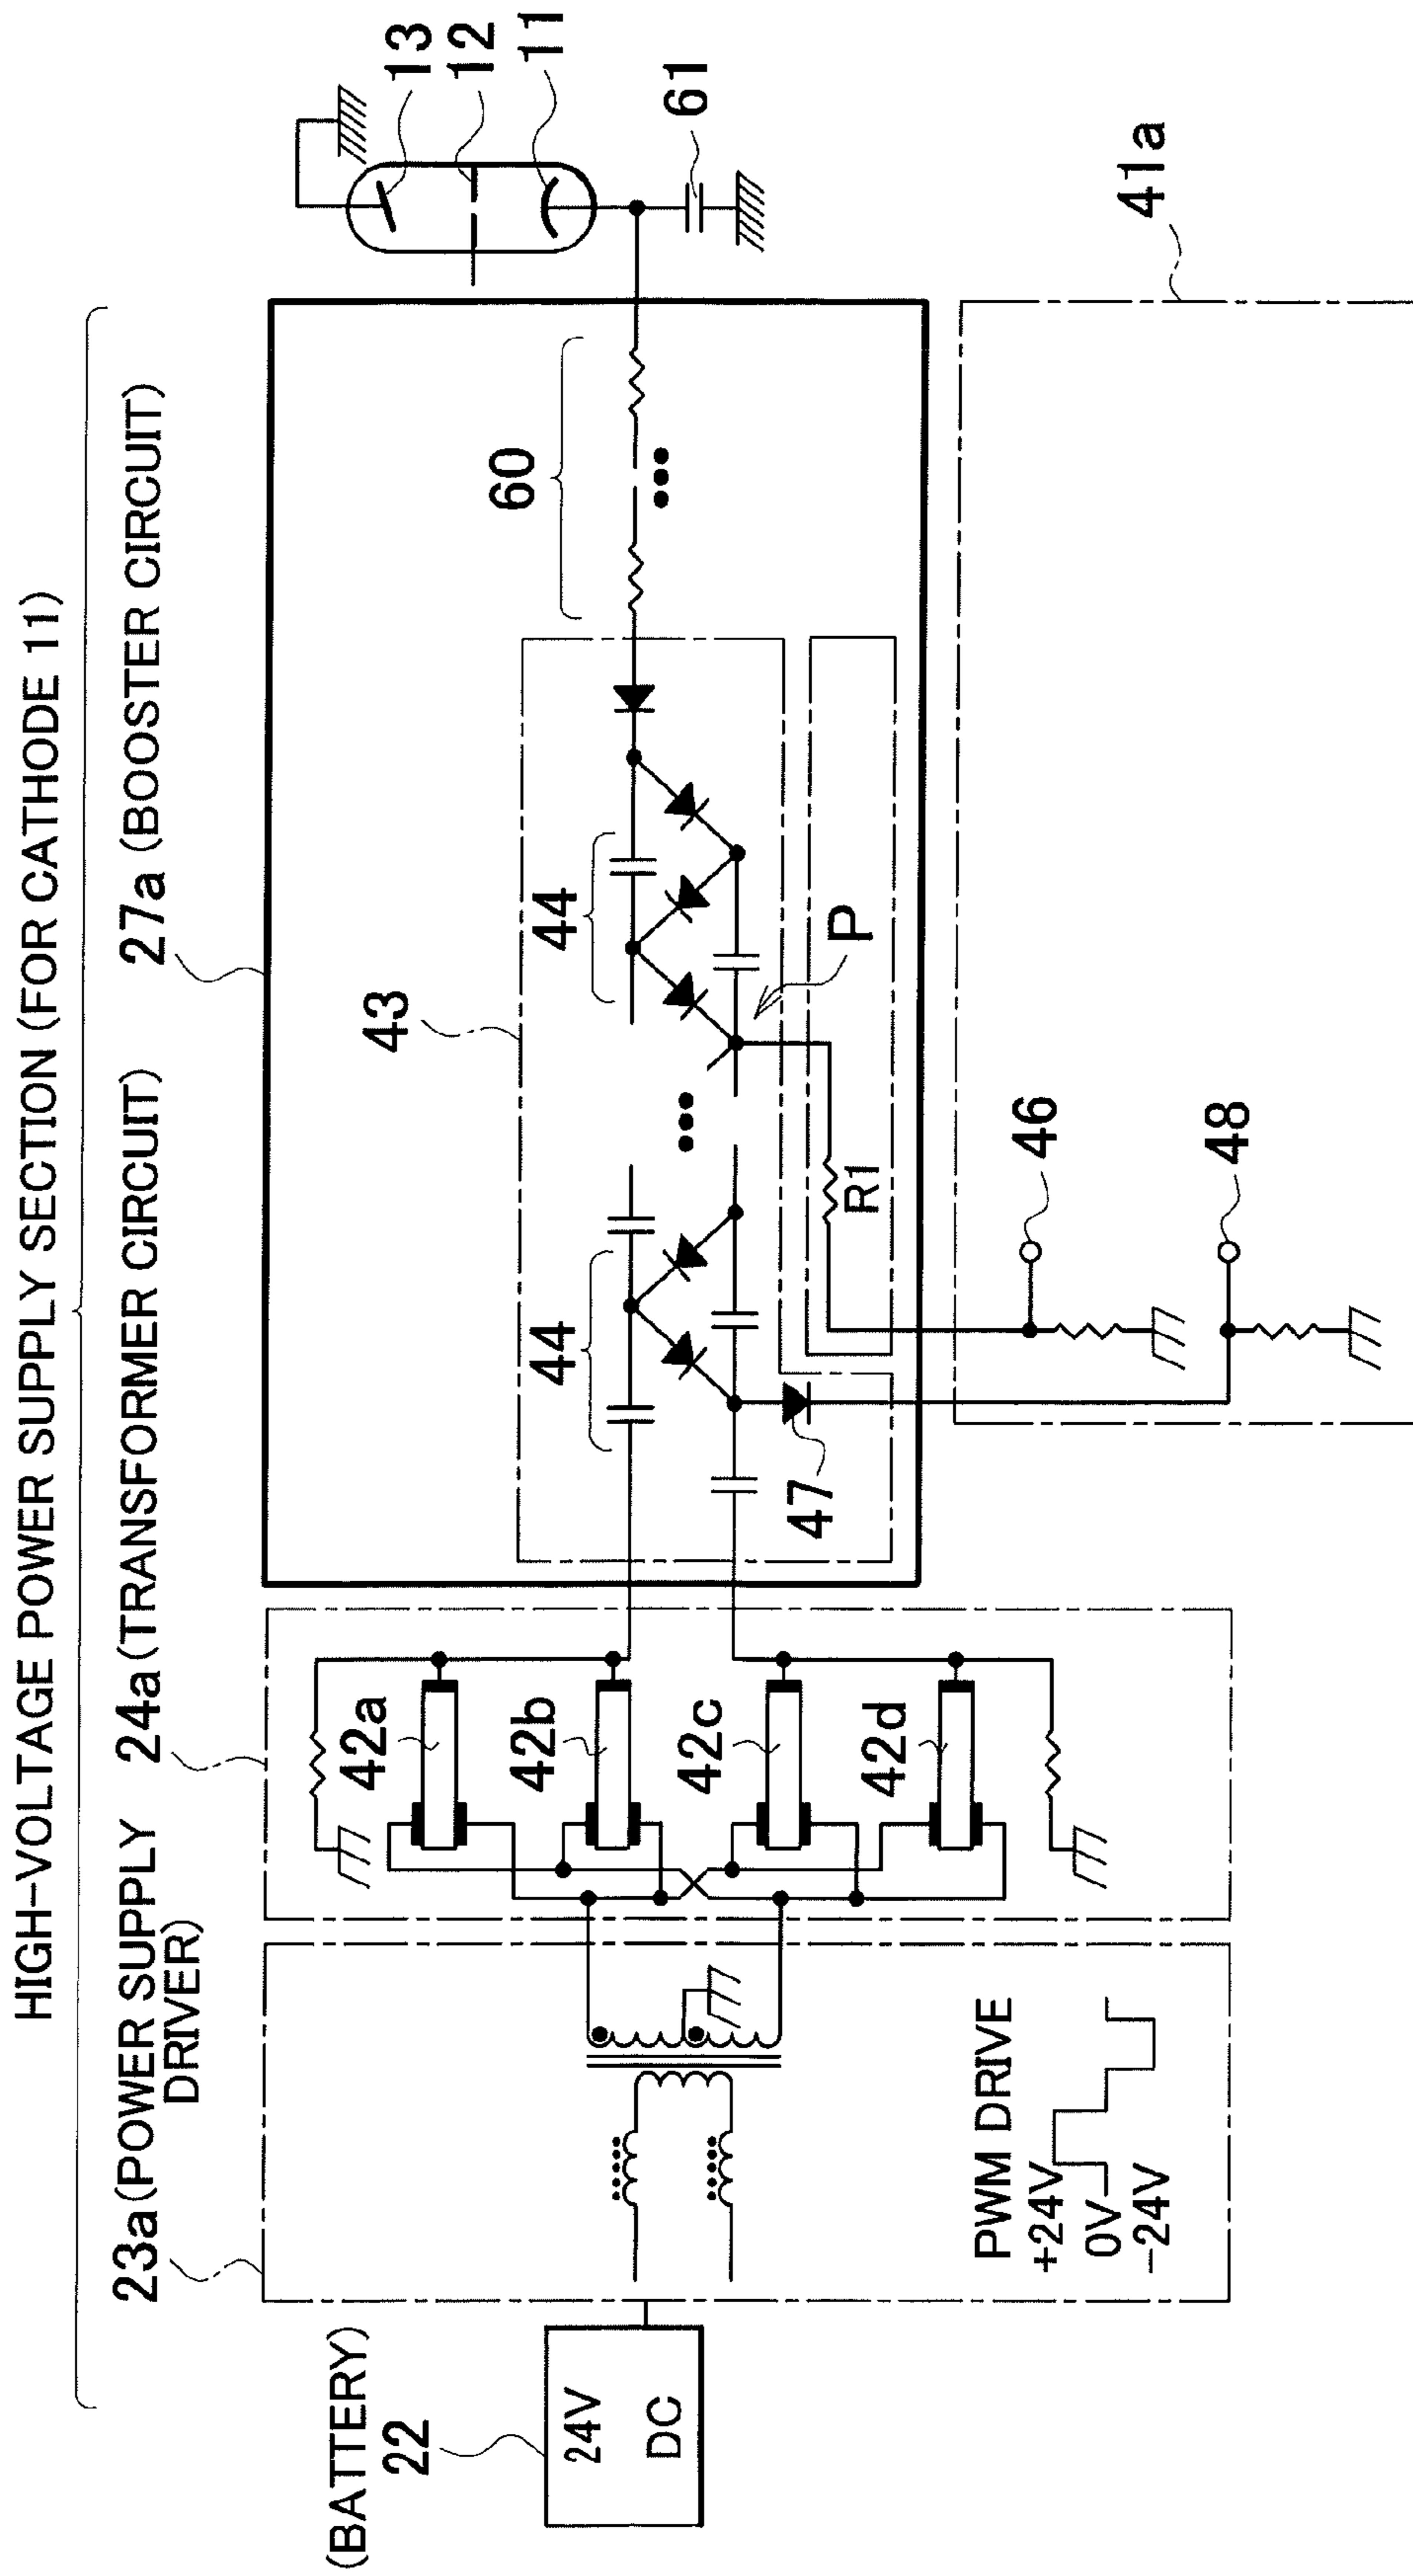 HIGH-VOLTAGE POWER SUPPLY SECTION (FOR CATHODE 11)
23a (POWER SUPPLY DRIVER)
24a (TRANSFORMER CIRCUIT)
27a (BOOSTER CIRCUIT)
(BATTERY)
22
24V
DC
PWM DRIVE
+24V
0V
-24V
42a
42b
42c
42d
43
44
44
47
P
R1
60
13
12
11
61
46
48
41a